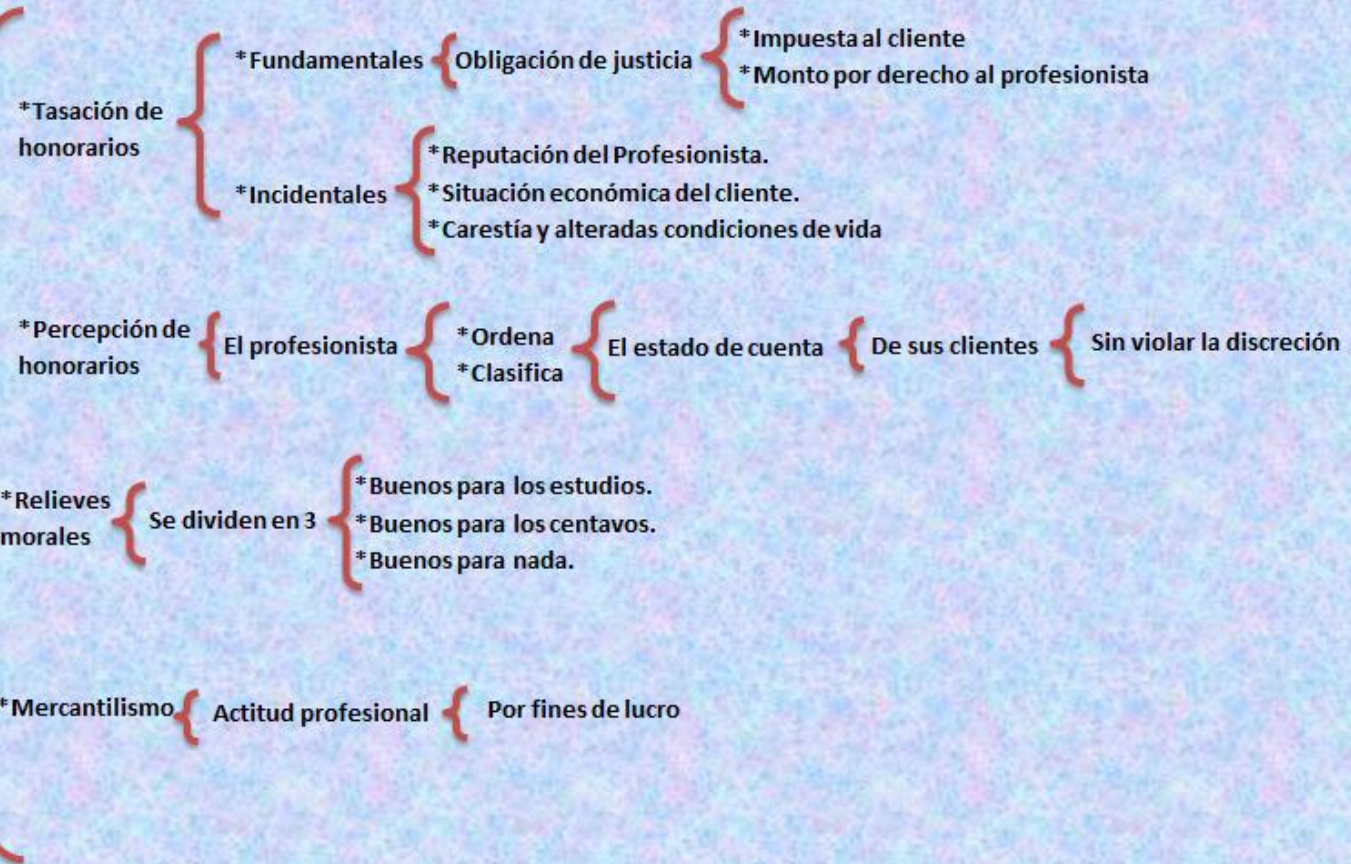 *Tasación de
honorarios
*Fundamentales
Obligación de justicia
*Impuesta al cliente
*Monto por derecho al profesionista
*Incidentales
*Reputación del Profesionista.
*Situación económica del cliente.
*Carestía y alteradas condiciones de vida
*Percepción de
honorarios
El profesionista
*Ordena
*Clasifica
El estado de cuenta
De sus clientes
Sin violar la discreción
*Relieves
morales
Se dividen en 3
*Buenos para los estudios.
*Buenos para los centavos.
*Buenos para nada.
*Mercantilismo
Actitud profesional
Por fines de lucro